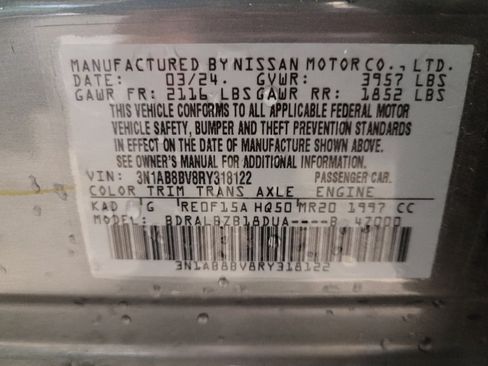 MANUFACTURED BY NISSAN MOTOR CO., LTD.
DATE: 03/24. GVWR: 3957 LBS
GAWR FR: 2116 LBS GAWR RR: 1852 LBS
THIS VEHICLE CONFORMS TO ALL APPLICABLE FEDERAL MOTOR
VEHICLE SAFETY, BUMPER AND THEFT PREVENTION STANDARDS
IN EFFECT ON THE DATE OF MANUFACTURE SHOWN ABOVE.
SEE OWNER'S MANUAL FOR ADDITIONAL INFORMATION.
VIN: 3N1AB8BV8RY318122 PASSENGER CAR.
COLOR TRIM TRANS AXLE ENGINE
KAD G RE0F15A HQ50 MR20 1997 CC
MODEL: BDRALBZB18DUA----B 47000
3N1AB8BV8RY318122